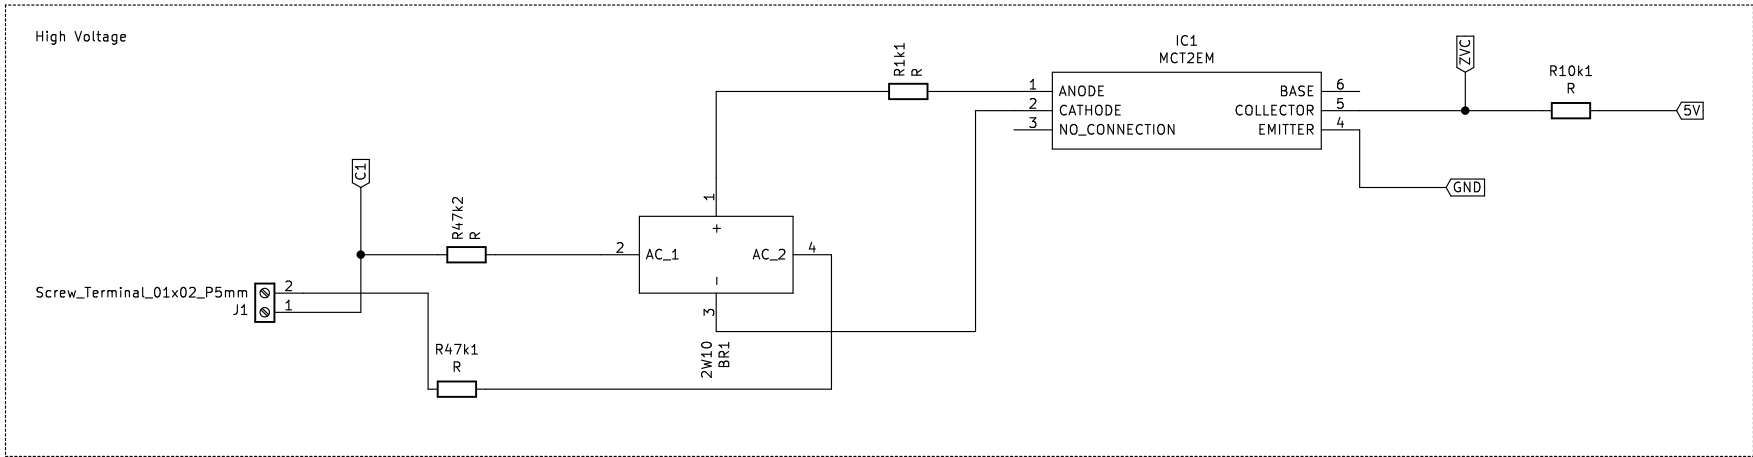 High Voltage
IC1
MCT2EM
R1k1
R
1
ANODE
2
CATHODE
3
NO_CONNECTION
BASE
6
COLLECTOR
5
EMITTER
4
ZVC
R10k1
R
5V
GND
C1
R47k2
R
2
AC_1
1
+
AC_2
4
-
3
2W10
BR1
Screw_Terminal_01x02_P5mm
J1
2
1
R47k1
R